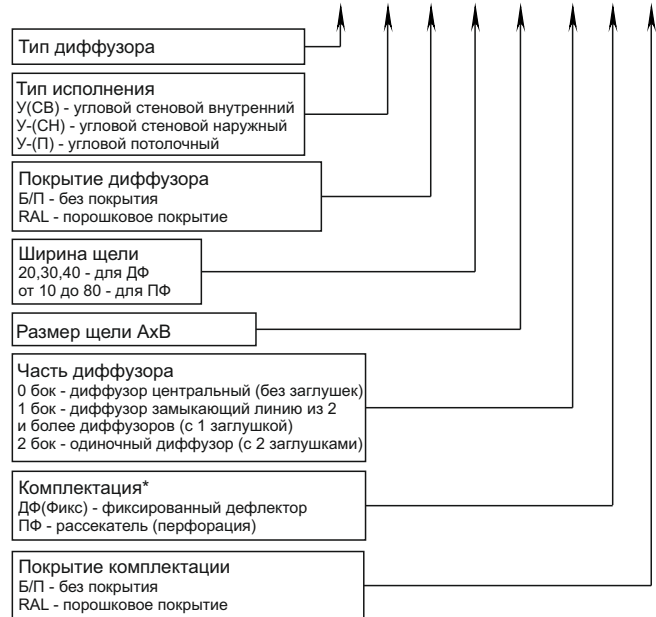 Тип диффузора
Тип исполнения
У(СВ) - угловой стеновой внутренний
У-(СН) - угловой стеновой наружный
У-(П) - угловой потолочный
Покрытие диффузора
Б/П - без покрытия
RAL - порошковое покрытие
Ширина щели
20,30,40 - для ДФ
от 10 до 80 - для ПФ
Размер щели АхВ
Часть диффузора
0 бок - диффузор центральный (без заглушек)
1 бок - диффузор замыкающий линию из 2
и более диффузоров (с 1 заглушкой)
2 бок - одиночный диффузор (с 2 заглушками)
Комплектация*
ДФ(Фикс) - фиксированный дефлектор
ПФ - рассекатель (перфорация)
Покрытие комплектации
Б/П - без покрытия
RAL - порошковое покрытие